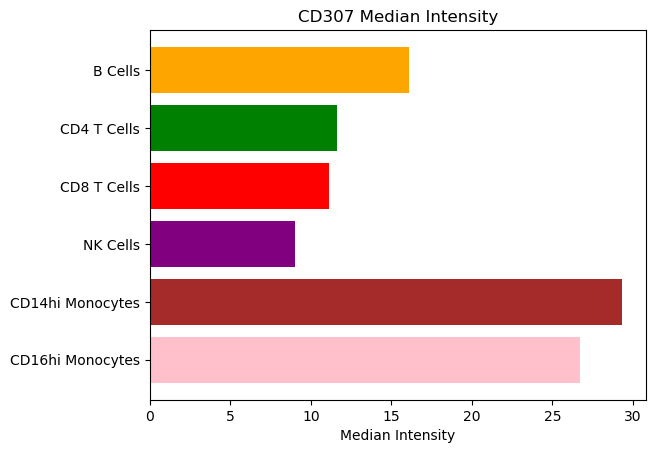 CD307 Median Intensity
B Cells
CD4 T Cells
CD8 T Cells
NK Cells
CD14hi Monocytes
CD16hi Monocytes
0 5 10 15 20 25 30
Median Intensity